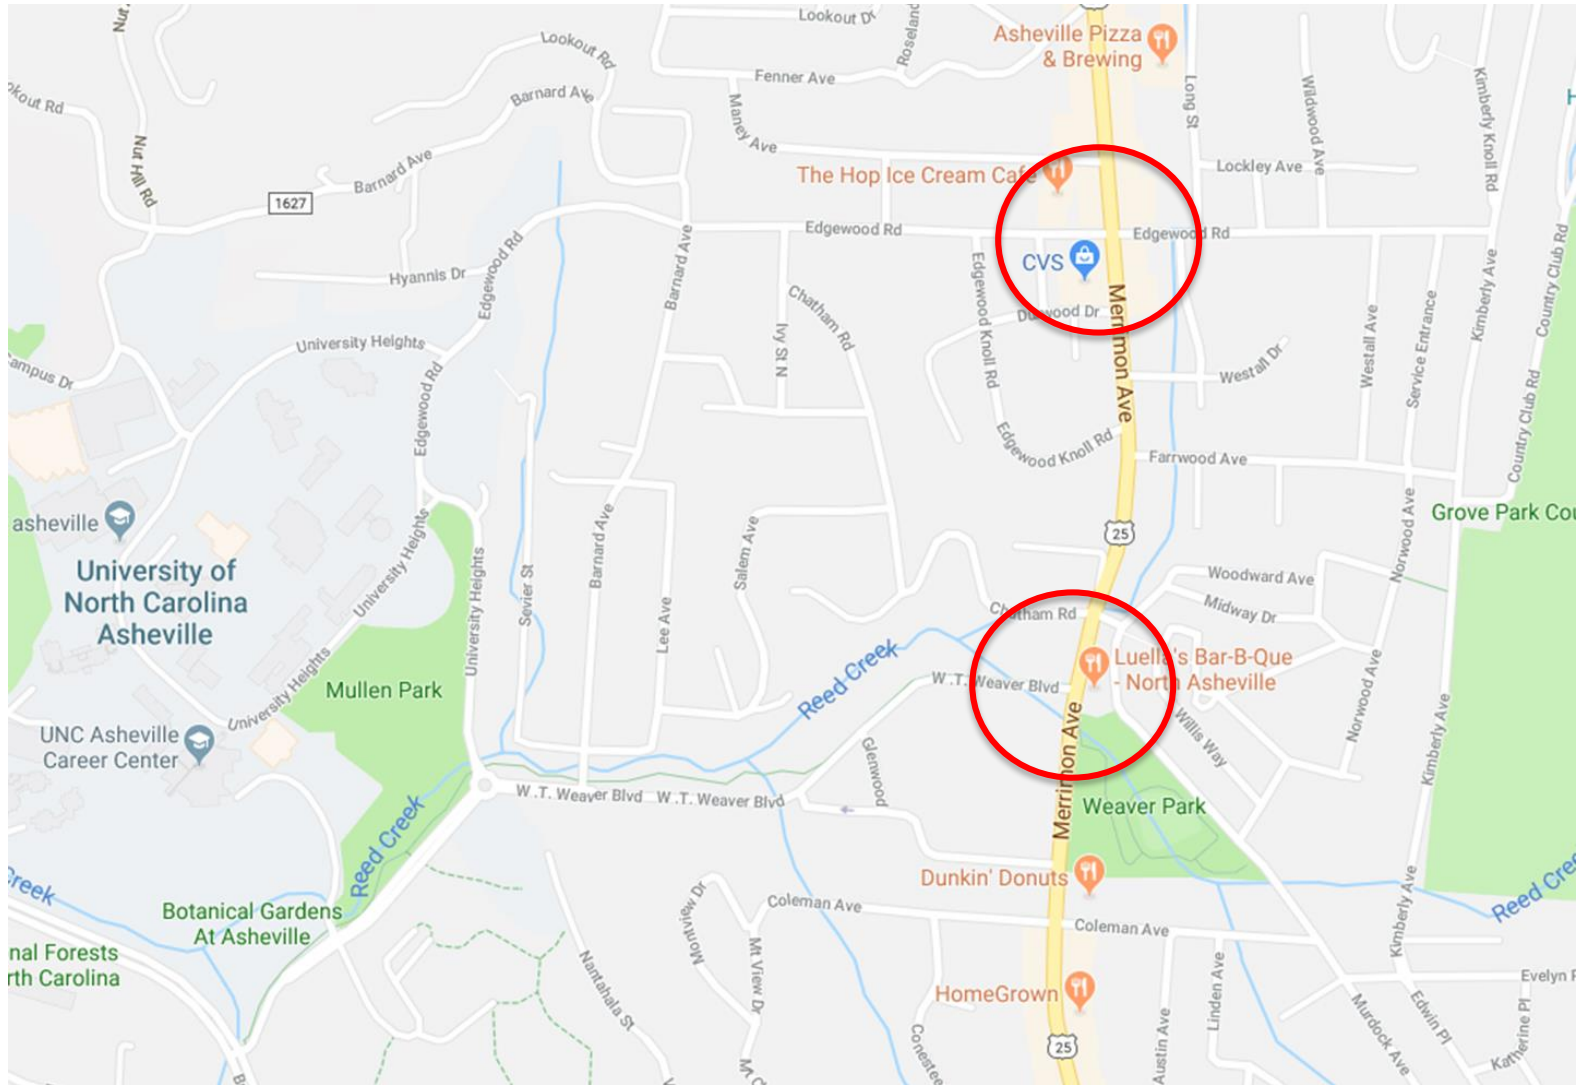 Lookout Dr
Roseland
Asheville Pizza
& Brewing
Lookout Rd
Fenner Ave
Long St
Wildwood Ave
Kimberly Knoll Rd
Barnard Ave
Maney Ave
Nut Hill Rd
Barnard Ave
1627
The Hop Ice Cream Cafe
Lockley Ave
Edgewood Rd
Edgewood Rd
Country Club Rd
CVS
Hyannis Dr
Edgewood Rd
Barnard Ave
Ivy St N
Chatham Rd
Edgewood Knoll Rd
Merrimon Ave
Westall Ave
Service Entrance
Kimberly Ave
University Heights
Campus Dr
Edgewood Rd
Westall Dr
Country Club Rd
Edgewood Knoll Rd
Farrwood Ave
asheville
University of
North Carolina
Asheville
University Heights
University Heights
Sevier St
Barnard Ave
Lee Ave
Salem Ave
25
Norwood Ave
Grove Park Cou
Woodward Ave
Midway Dr
Chatham Rd
Reed Creek
W.T. Weaver Blvd
Luella's Bar-B-Que
- North Asheville
Willis Way
Norwood Ave
University Heights
Mullen Park
UNC Asheville
Career Center
Merrimon Ave
Kimberly Ave
Glenwood
W.T. Weaver Blvd
W.T. Weaver Blvd
Weaver Park
Reed Creek
Creek
Dunkin' Donuts
Reed Cree
Botanical Gardens
At Asheville
Montview Dr
Coleman Ave
Coleman Ave
Kimberly Ave
nal Forests
rth Carolina
Nantahala St
Mt View Dr
HomeGrown
Linden Ave
Evelyn P
Conestee
Austin Ave
Murdock Ave
Edwin Pl
Katherine Pl
25